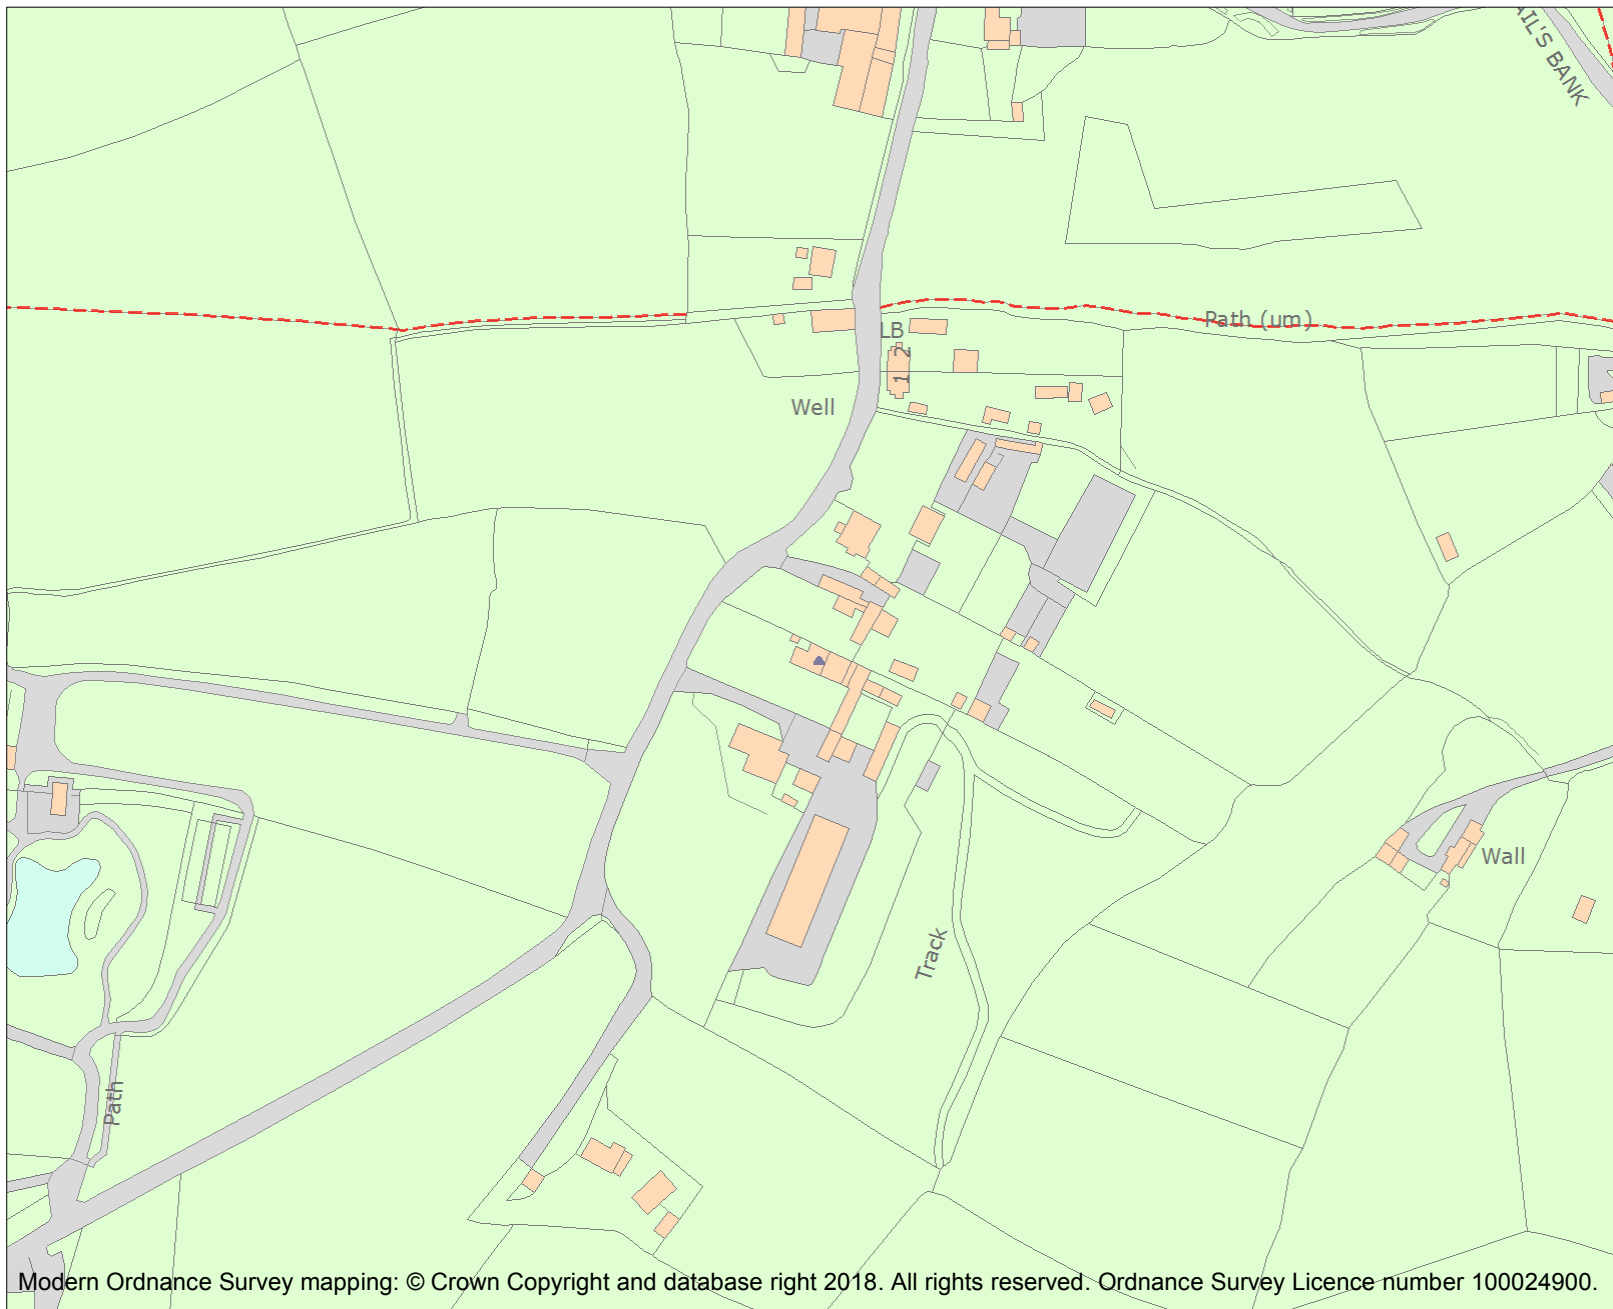 AIL'S BANK
Path (um)
LB
1 2
Well
Wall
Track
Path
Modern Ordnance Survey mapping: © Crown Copyright and database right 2018. All rights reserved. Ordnance Survey Licence number 100024900.